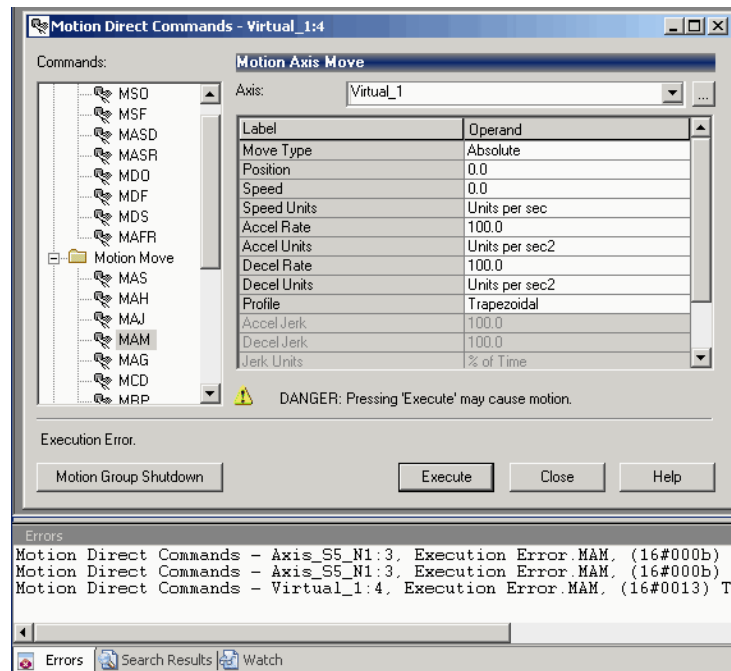 Motion Direct Commands - Virtual_1:4
Commands:
Motion Axis Move
MSO
MSF
MASD
MASR
MDO
MDF
MDS
MAFR
Motion Move
MAS
MAH
MAJ
MAM
MAG
MCD
MRP
Axis: Virtual_1 ...
Label Operand
Move Type Absolute
Position 0.0
Speed 0.0
Speed Units Units per sec
Accel Rate 100.0
Accel Units Units per sec2
Decel Rate 100.0
Decel Units Units per sec2
Profile Trapezoidal
Accel Jerk 100.0
Decel Jerk 100.0
Jerk Units % of Time
DANGER: Pressing 'Execute' may cause motion.
Execution Error.
Motion Group Shutdown Execute Close Help
Errors
Motion Direct Commands - Axis_S5_N1:3, Execution Error.MAM, (16#000b)
Motion Direct Commands - Axis_S5_N1:3, Execution Error.MAM, (16#000b)
Motion Direct Commands - Virtual_1:4, Execution Error.MAM, (16#0013) T
Errors Search Results Watch